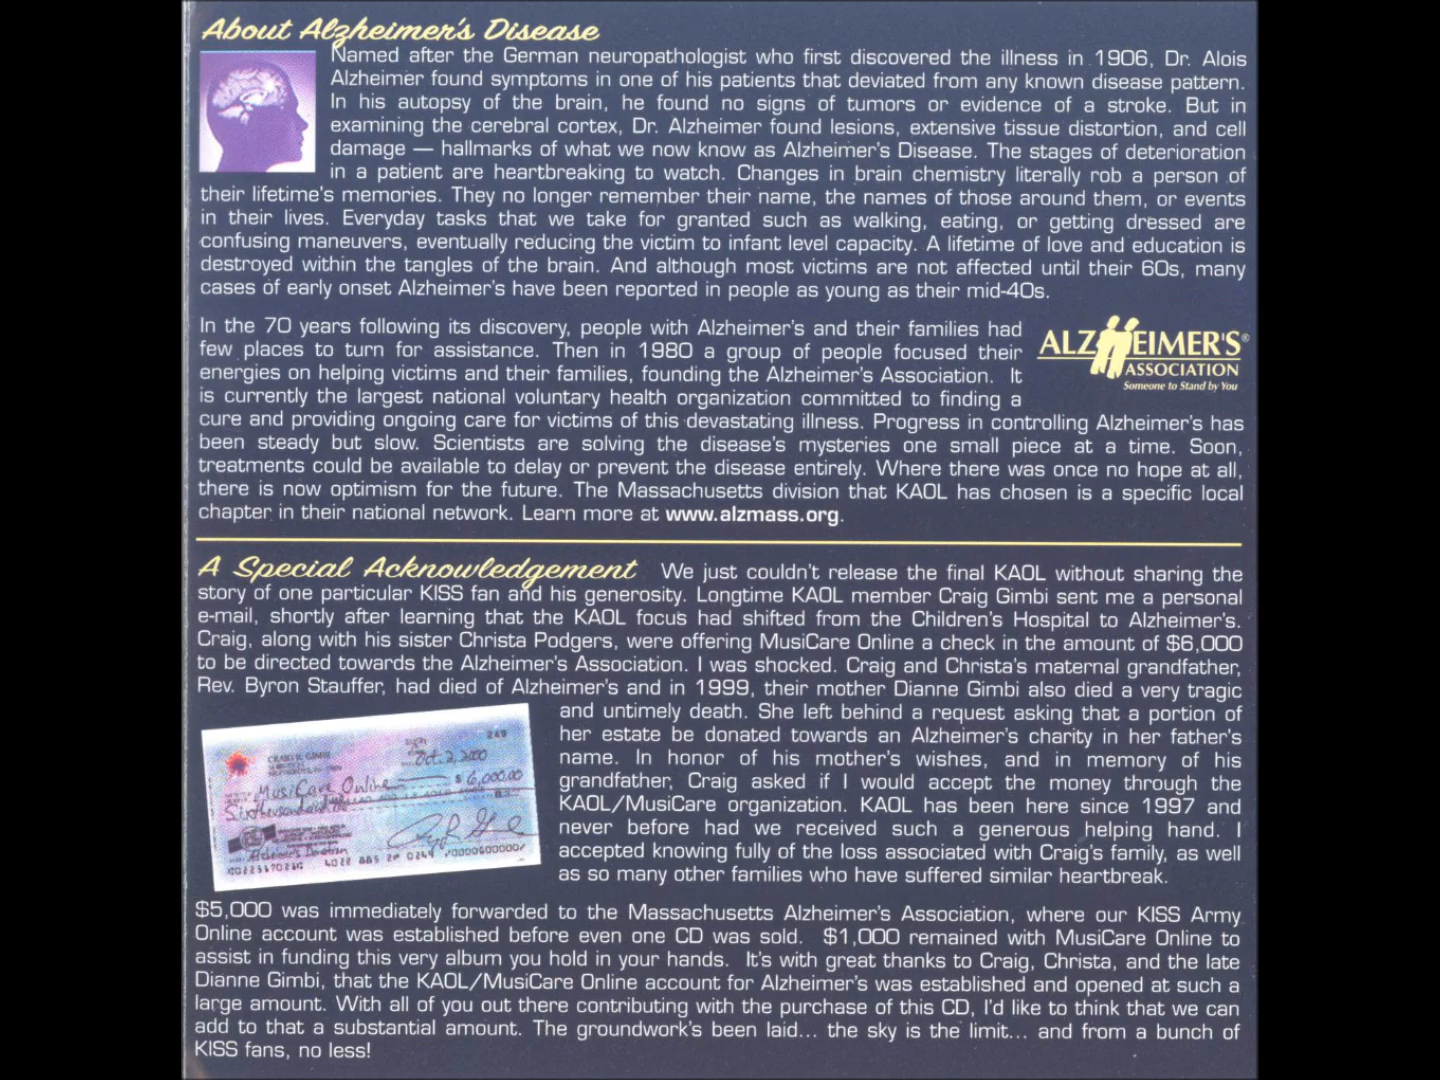 About Alzheimer's Disease
Named after the German neuropathologist who first discovered the illness in 1906, Dr. Alois
Alzheimer found symptoms in one of his patients that deviated from any known disease pattern.
In his autopsy of the brain, he found no signs of tumors or evidence of a stroke. But in
examining the cerebral cortex, Dr. Alzheimer found lesions, extensive tissue distortion, and cell
damage — hallmarks of what we now know as Alzheimer's Disease. The stages of deterioration
in a patient are heartbreaking to watch. Changes in brain chemistry literally rob a person of
their lifetime's memories. They no longer remember their name, the names of those around them, or events
in their lives. Everyday tasks that we take for granted such as walking, eating, or getting dressed are
confusing maneuvers, eventually reducing the victim to infant level capacity. A lifetime of love and education is
destroyed within the tangles of the brain. And although most victims are not affected until their 60s, many
cases of early onset Alzheimer's have been reported in people as young as their mid-40s.
In the 70 years following its discovery, people with Alzheimer's and their families had
few places to turn for assistance. Then in 1980 a group of people focused their
energies on helping victims and their families, founding the Alzheimer's Association. It
is currently the largest national voluntary health organization committed to finding a
cure and providing ongoing care for victims of this devastating illness. Progress in controlling Alzheimer's has
been steady but slow. Scientists are solving the disease's mysteries one small piece at a time. Soon,
treatments could be available to delay or prevent the disease entirely. Where there was once no hope at all,
there is now optimism for the future. The Massachusetts division that KAOL has chosen is a specific local
chapter in their national network. Learn more at www.alzmass.org.
ALZHEIMER'S®
ASSOCIATION
Someone to Stand by You
A Special Acknowledgement We just couldn't release the final KAOL without sharing the
story of one particular KISS fan and his generosity. Longtime KAOL member Craig Gimbi sent me a personal
e-mail, shortly after learning that the KAOL focus had shifted from the Children's Hospital to Alzheimer's.
Craig, along with his sister Christa Podgers, were offering MusiCare Online a check in the amount of $6,000
to be directed towards the Alzheimer's Association. I was shocked. Craig and Christa's maternal grandfather,
Rev. Byron Stauffer, had died of Alzheimer's and in 1999, their mother Dianne Gimbi also died a very tragic
and untimely death. She left behind a request asking that a portion of
her estate be donated towards an Alzheimer's charity in her father's
name. In honor of his mother's wishes, and in memory of his
grandfather, Craig asked if I would accept the money through the
KAOL/MusiCare organization. KAOL has been here since 1997 and
never before had we received such a generous helping hand. I
accepted knowing fully of the loss associated with Craig's family, as well
as so many other families who have suffered similar heartbreak.
CRAIG R. GIMBI
249
Oct. 2, 2000
MusiCare Online $ 6,000.00
Alzheimer's Donation
$5,000 was immediately forwarded to the Massachusetts Alzheimer's Association, where our KISS Army
Online account was established before even one CD was sold. $1,000 remained with MusiCare Online to
assist in funding this very album you hold in your hands. It's with great thanks to Craig, Christa, and the late
Dianne Gimbi, that the KAOL/MusiCare Online account for Alzheimer's was established and opened at such a
large amount. With all of you out there contributing with the purchase of this CD, I'd like to think that we can
add to that a substantial amount. The groundwork's been laid... the sky is the limit... and from a bunch of
KISS fans, no less!